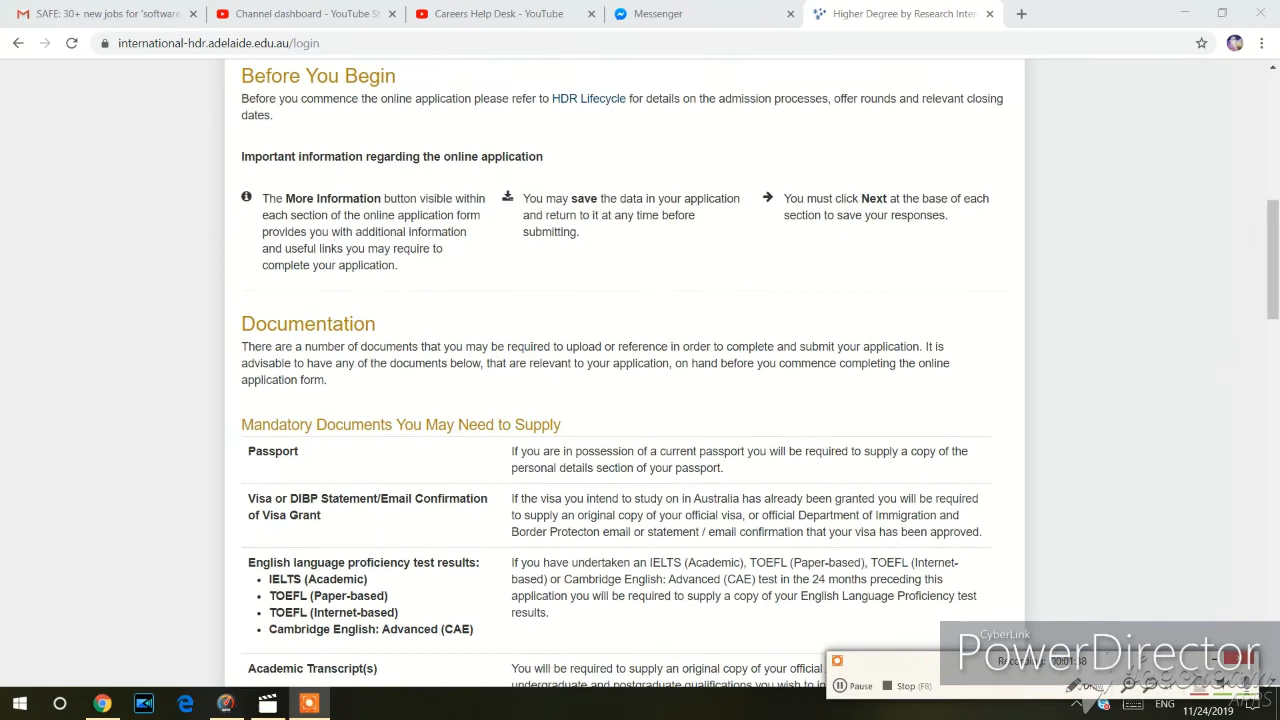 SAFE: 30+ new jobs for 'software
Channel dashboard - YouTube St
Careers Help Desk - YouTube
Messenger
Higher Degree by Research Inter
international-hdr.adelaide.edu.au/login
Before You Begin
Before you commence the online application please refer to HDR Lifecycle for details on the admission processes, offer rounds and relevant closing
dates.
Important information regarding the online application
The More Information button visible within
each section of the online application form
provides you with additional information
and useful links you may require to
complete your application.
You may save the data in your application
and return to it at any time before
submitting.
You must click Next at the base of each
section to save your responses.
Documentation
There are a number of documents that you may be required to upload or reference in order to complete and submit your application. It is
advisable to have any of the documents below, that are relevant to your application, on hand before you commence completing the online
application form.
Mandatory Documents You May Need to Supply
Passport
If you are in possession of a current passport you will be required to supply a copy of the
personal details section of your passport.
Visa or DIBP Statement/Email Confirmation
of Visa Grant
If the visa you intend to study on in Australia has already been granted you will be required
to supply an original copy of your official visa, or official Department of Immigration and
Border Protecton email or statement / email confirmation that your visa has been approved.
English language proficiency test results:
• IELTS (Academic)
• TOEFL (Paper-based)
• TOEFL (Internet-based)
• Cambridge English: Advanced (CAE)
If you have undertaken an IELTS (Academic), TOEFL (Paper-based), TOEFL (Internet-
based) or Cambridge English: Advanced (CAE) test in the 24 months preceding this
application you will be required to supply a copy of your English Language Proficiency test
results.
Academic Transcript(s)
You will be required to supply an original copy of your official
undergraduate and postgraduate qualifications you wish to in
CyberLink
PowerDirector
Recording: 00:01:38
Pause
Stop (F8)
Draw
APPS
ENG
11/24/2019